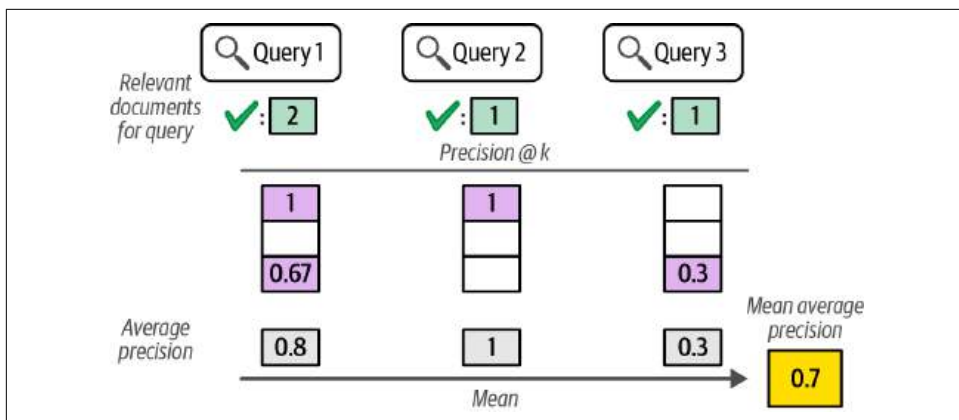 Query 1
Query 2
Query 3
Relevant
documents
for query
: 2
: 1
: 1
Precision @ k
1
1
0.67
0.3
Average
precision
0.8
1
0.3
Mean average
precision
0.7
Mean